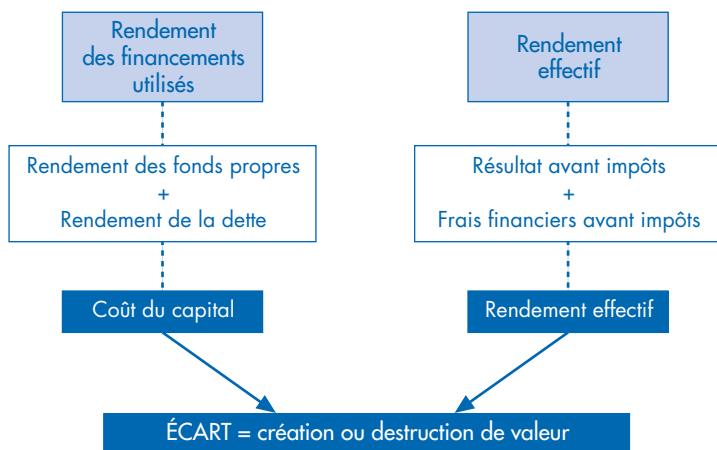 Rendement
des financements
utilisés
Rendement
effectif
Rendement des fonds propres
+
Rendement de la dette
Résultat avant impôts
+
Frais financiers avant impôts
Coût du capital
Rendement effectif
ÉCART = création ou destruction de valeur